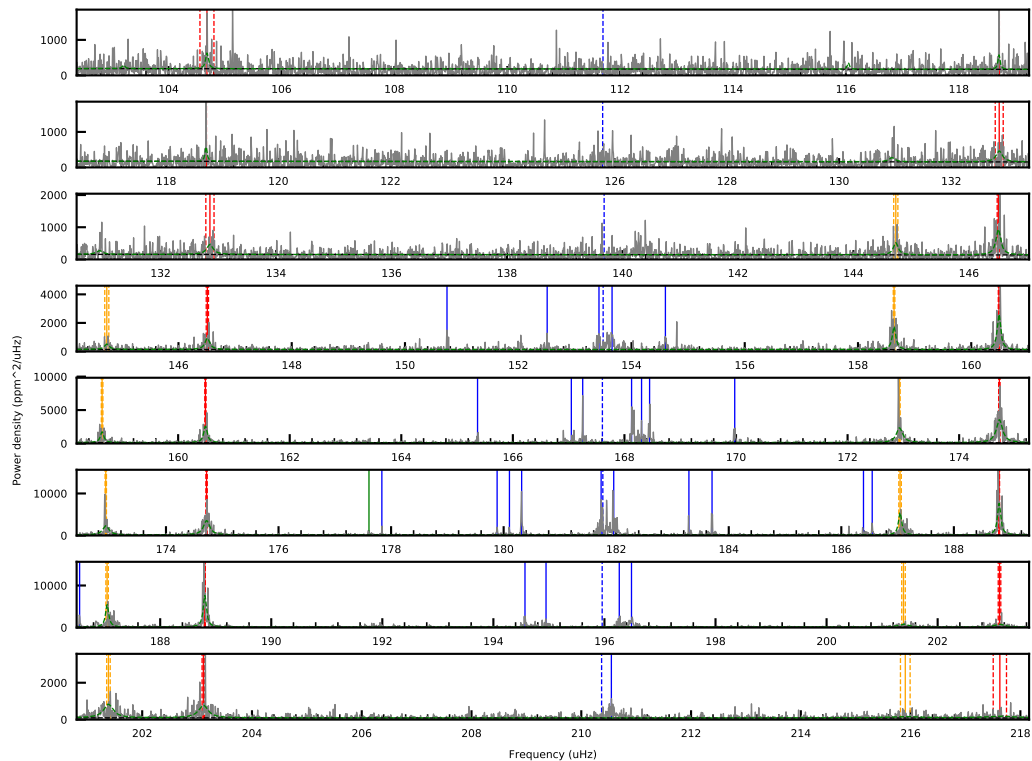 1000
0
104 106 108 110 112 114 116 118
1000
0
118 120 122 124 126 128 130 132
2000
1000
0
132 134 136 138 140 142 144 146
4000
2000
0
146 148 150 152 154 156 158 160
10000
5000
0
160 162 164 166 168 170 172 174
10000
0
174 176 178 180 182 184 186 188
10000
0
188 190 192 194 196 198 200 202
2000
0
202 204 206 208 210 212 214 216 218
Power density (ppm^2/uHz)
Frequency (uHz)